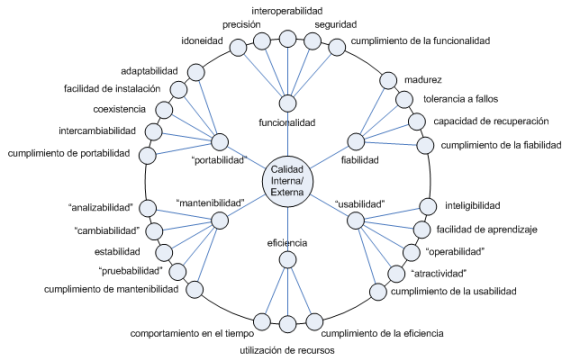 interoperabilidad
precisión
seguridad
idoneidad
cumplimiento de la funcionalidad
adaptabilidad
madurez
facilidad de instalación
tolerancia a fallos
coexistencia
funcionalidad
capacidad de recuperación
intercambiabilidad
cumplimiento de portabilidad
"portabilidad"
fiabilidad
cumplimiento de la fiabilidad
Calidad
Interna/
Externa
"analizabilidad"
"mantenibilidad"
"usabilidad"
inteligibilidad
"cambiabilidad"
facilidad de aprendizaje
estabilidad
eficiencia
"operabilidad"
"pruebabilidad"
"atractividad"
cumplimiento de mantenibilidad
cumplimiento de la usabilidad
comportamiento en el tiempo
cumplimiento de la eficiencia
utilización de recursos